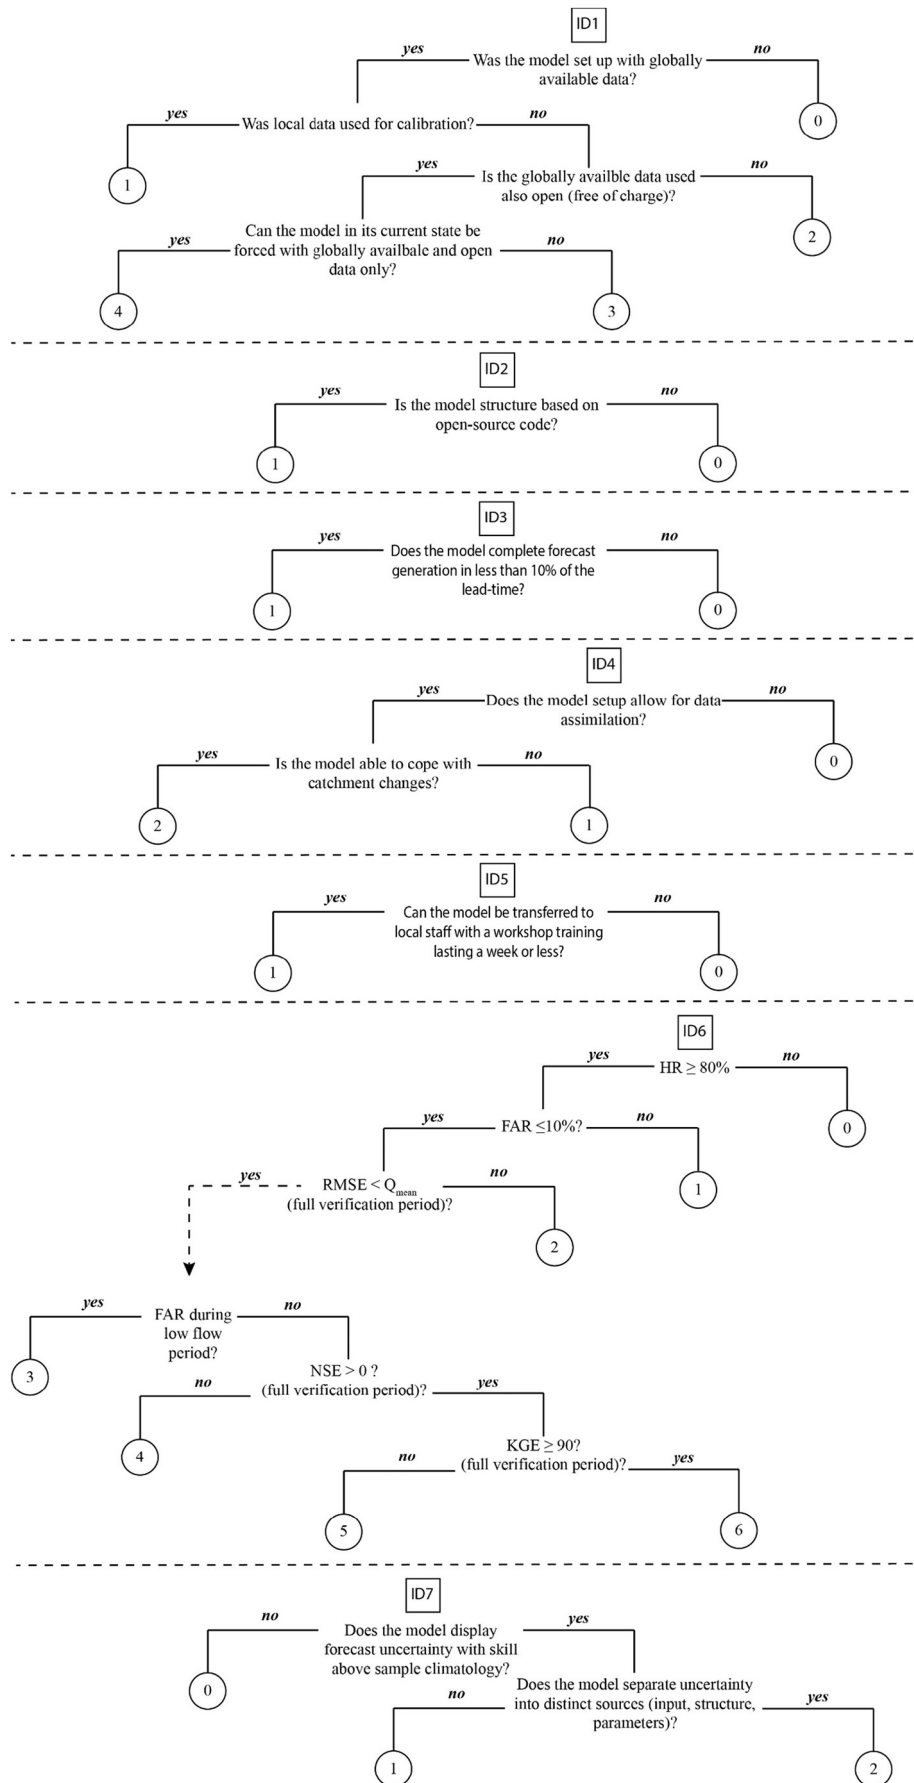 ID1
yes
no
Was the model set up with globally
available data?
0
yes
Was local data used for calibration?
no
1
yes
Is the globally availble data used
also open (free of charge)?
no
2
Can the model in its current state be
forced with globally availbale and open
data only?
yes
no
4
3
ID2
yes
no
Is the model structure based on
open-source code?
1
0
ID3
yes
no
Does the model complete forecast
generation in less than 10% of the
lead-time?
1
0
ID4
yes
no
Does the model setup allow for data
assimilation?
0
yes
no
Is the model able to cope with
catchment changes?
2
1
ID5
yes
no
Can the model be transferred to
local staff with a workshop training
lasting a week or less?
1
0
ID6
yes
HR ≥ 80%
no
0
yes
FAR ≤10%?
no
1
yes
RMSE < Qmean
(full verification period)?
no
2
yes
FAR during
low flow
period?
no
3
NSE > 0 ?
(full verification period)?
no
yes
4
KGE ≥ 90?
(full verification period)?
no
yes
5
6
ID7
no
yes
Does the model display
forecast uncertainty with skill
above sample climatology?
0
Does the model separate uncertainty
into distinct sources (input, structure,
parameters)?
no
yes
1
2